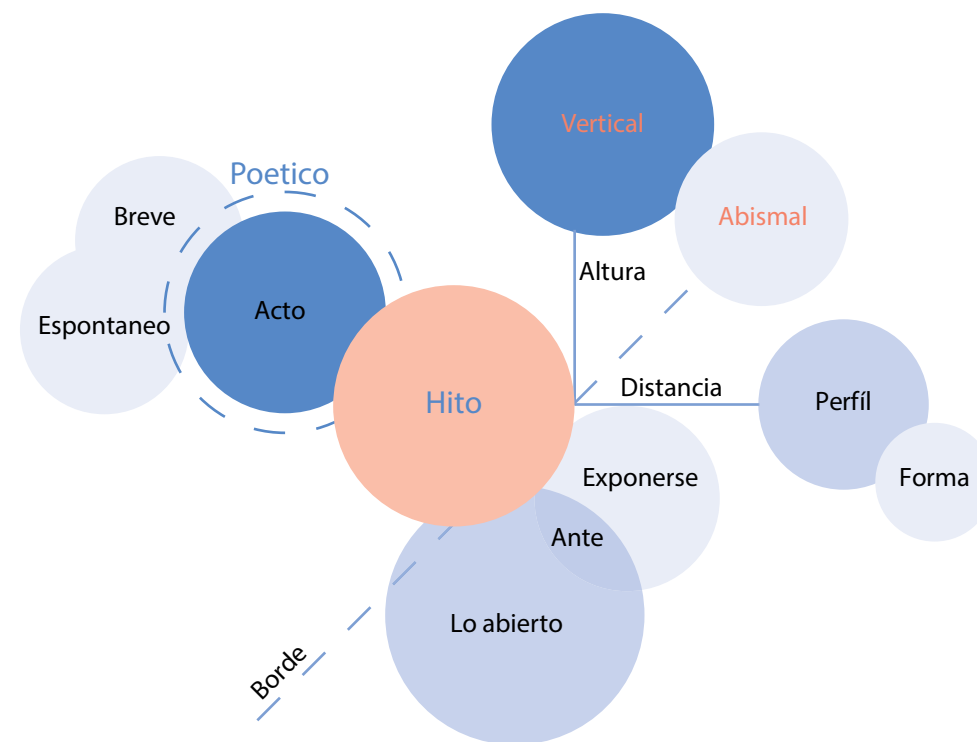 Vertical
Poetico
Breve
Abismal
Altura
Acto
Espontaneo
Distancia
Hito
Perfíl
Exponerse
Forma
Ante
Lo abierto
Borde